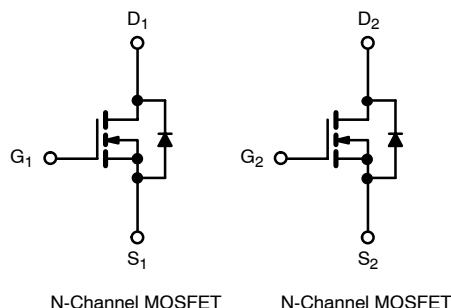 D1 D2
G1 G2
S1 S2
N-Channel MOSFET N-Channel MOSFET